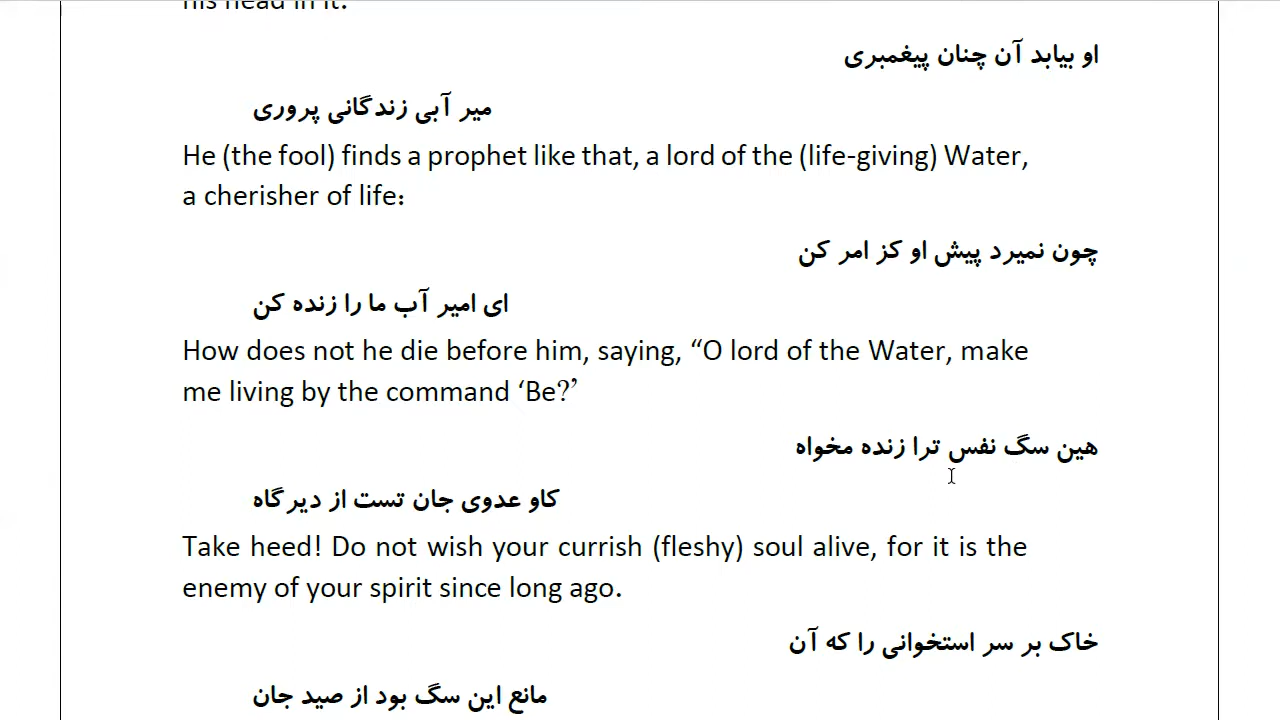 his head in it.
او بیابد آن چنان پیغمبری
میر آبی زندگانی پروری
He (the fool) finds a prophet like that, a lord of the (life-giving) Water,
a cherisher of life:
چون نمیرد پیش او کز امر کن
ای امیر آب ما را زنده کن
How does not he die before him, saying, “O lord of the Water, make
me living by the command ‘Be?’
هین سگ نفس ترا زنده مخواه
کاو عدوی جان تست از دیرگاه
Take heed! Do not wish your currish (fleshy) soul alive, for it is the
enemy of your spirit since long ago.
خاک بر سر استخوانی را که آن
مانع این سگ بود از صید جان